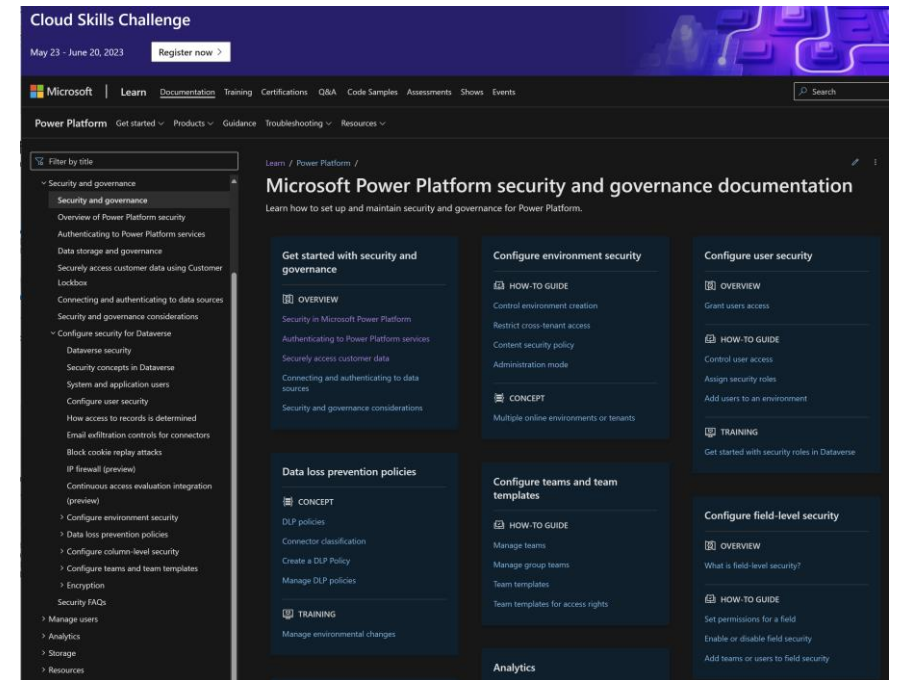 Cloud Skills Challenge
May 23 - June 20, 2023
Register now >
Microsoft | Learn Documentation Training Certifications Q&A Code Samples Assessments Shows Events
Search
Power Platform Get started Products Guidance Troubleshooting Resources
Filter by title
Security and governance
Security and governance
Overview of Power Platform security
Authenticating to Power Platform services
Data storage and governance
Securely access customer data using Customer
Lockbox
Connecting and authenticating to data sources
Security and governance considerations
Configure security for Dataverse
Dataverse security
Security concepts in Dataverse
System and application users
Configure user security
How access to records is determined
Email exfiltration controls for connectors
Block cookie replay attacks
IP firewall (preview)
Continuous access evaluation integration
(preview)
> Configure environment security
> Data loss prevention policies
> Configure column-level security
> Configure teams and team templates
> Encryption
Security FAQs
> Manage users
> Analytics
> Storage
> Resources
Learn / Power Platform /
Microsoft Power Platform security and governance documentation
Learn how to set up and maintain security and governance for Power Platform.
Get started with security and
governance
OVERVIEW
Security in Microsoft Power Platform
Authenticating to Power Platform services
Securely access customer data
Connecting and authenticating to data
sources
Security and governance considerations
Configure environment security
HOW-TO GUIDE
Control environment creation
Restrict cross-tenant access
Content security policy
Administration mode
CONCEPT
Multiple online environments or tenants
Configure user security
OVERVIEW
Grant users access
HOW-TO GUIDE
Control user access
Assign security roles
Add users to an environment
TRAINING
Get started with security roles in Dataverse
Data loss prevention policies
CONCEPT
DLP policies
Connector classification
Create a DLP Policy
Manage DLP policies
TRAINING
Manage environmental changes
Configure teams and team
templates
HOW-TO GUIDE
Manage teams
Manage group teams
Team templates
Team templates for access rights
Configure field-level security
OVERVIEW
What is field-level security?
HOW-TO GUIDE
Set permissions for a field
Enable or disable field security
Add teams or users to field security
Analytics